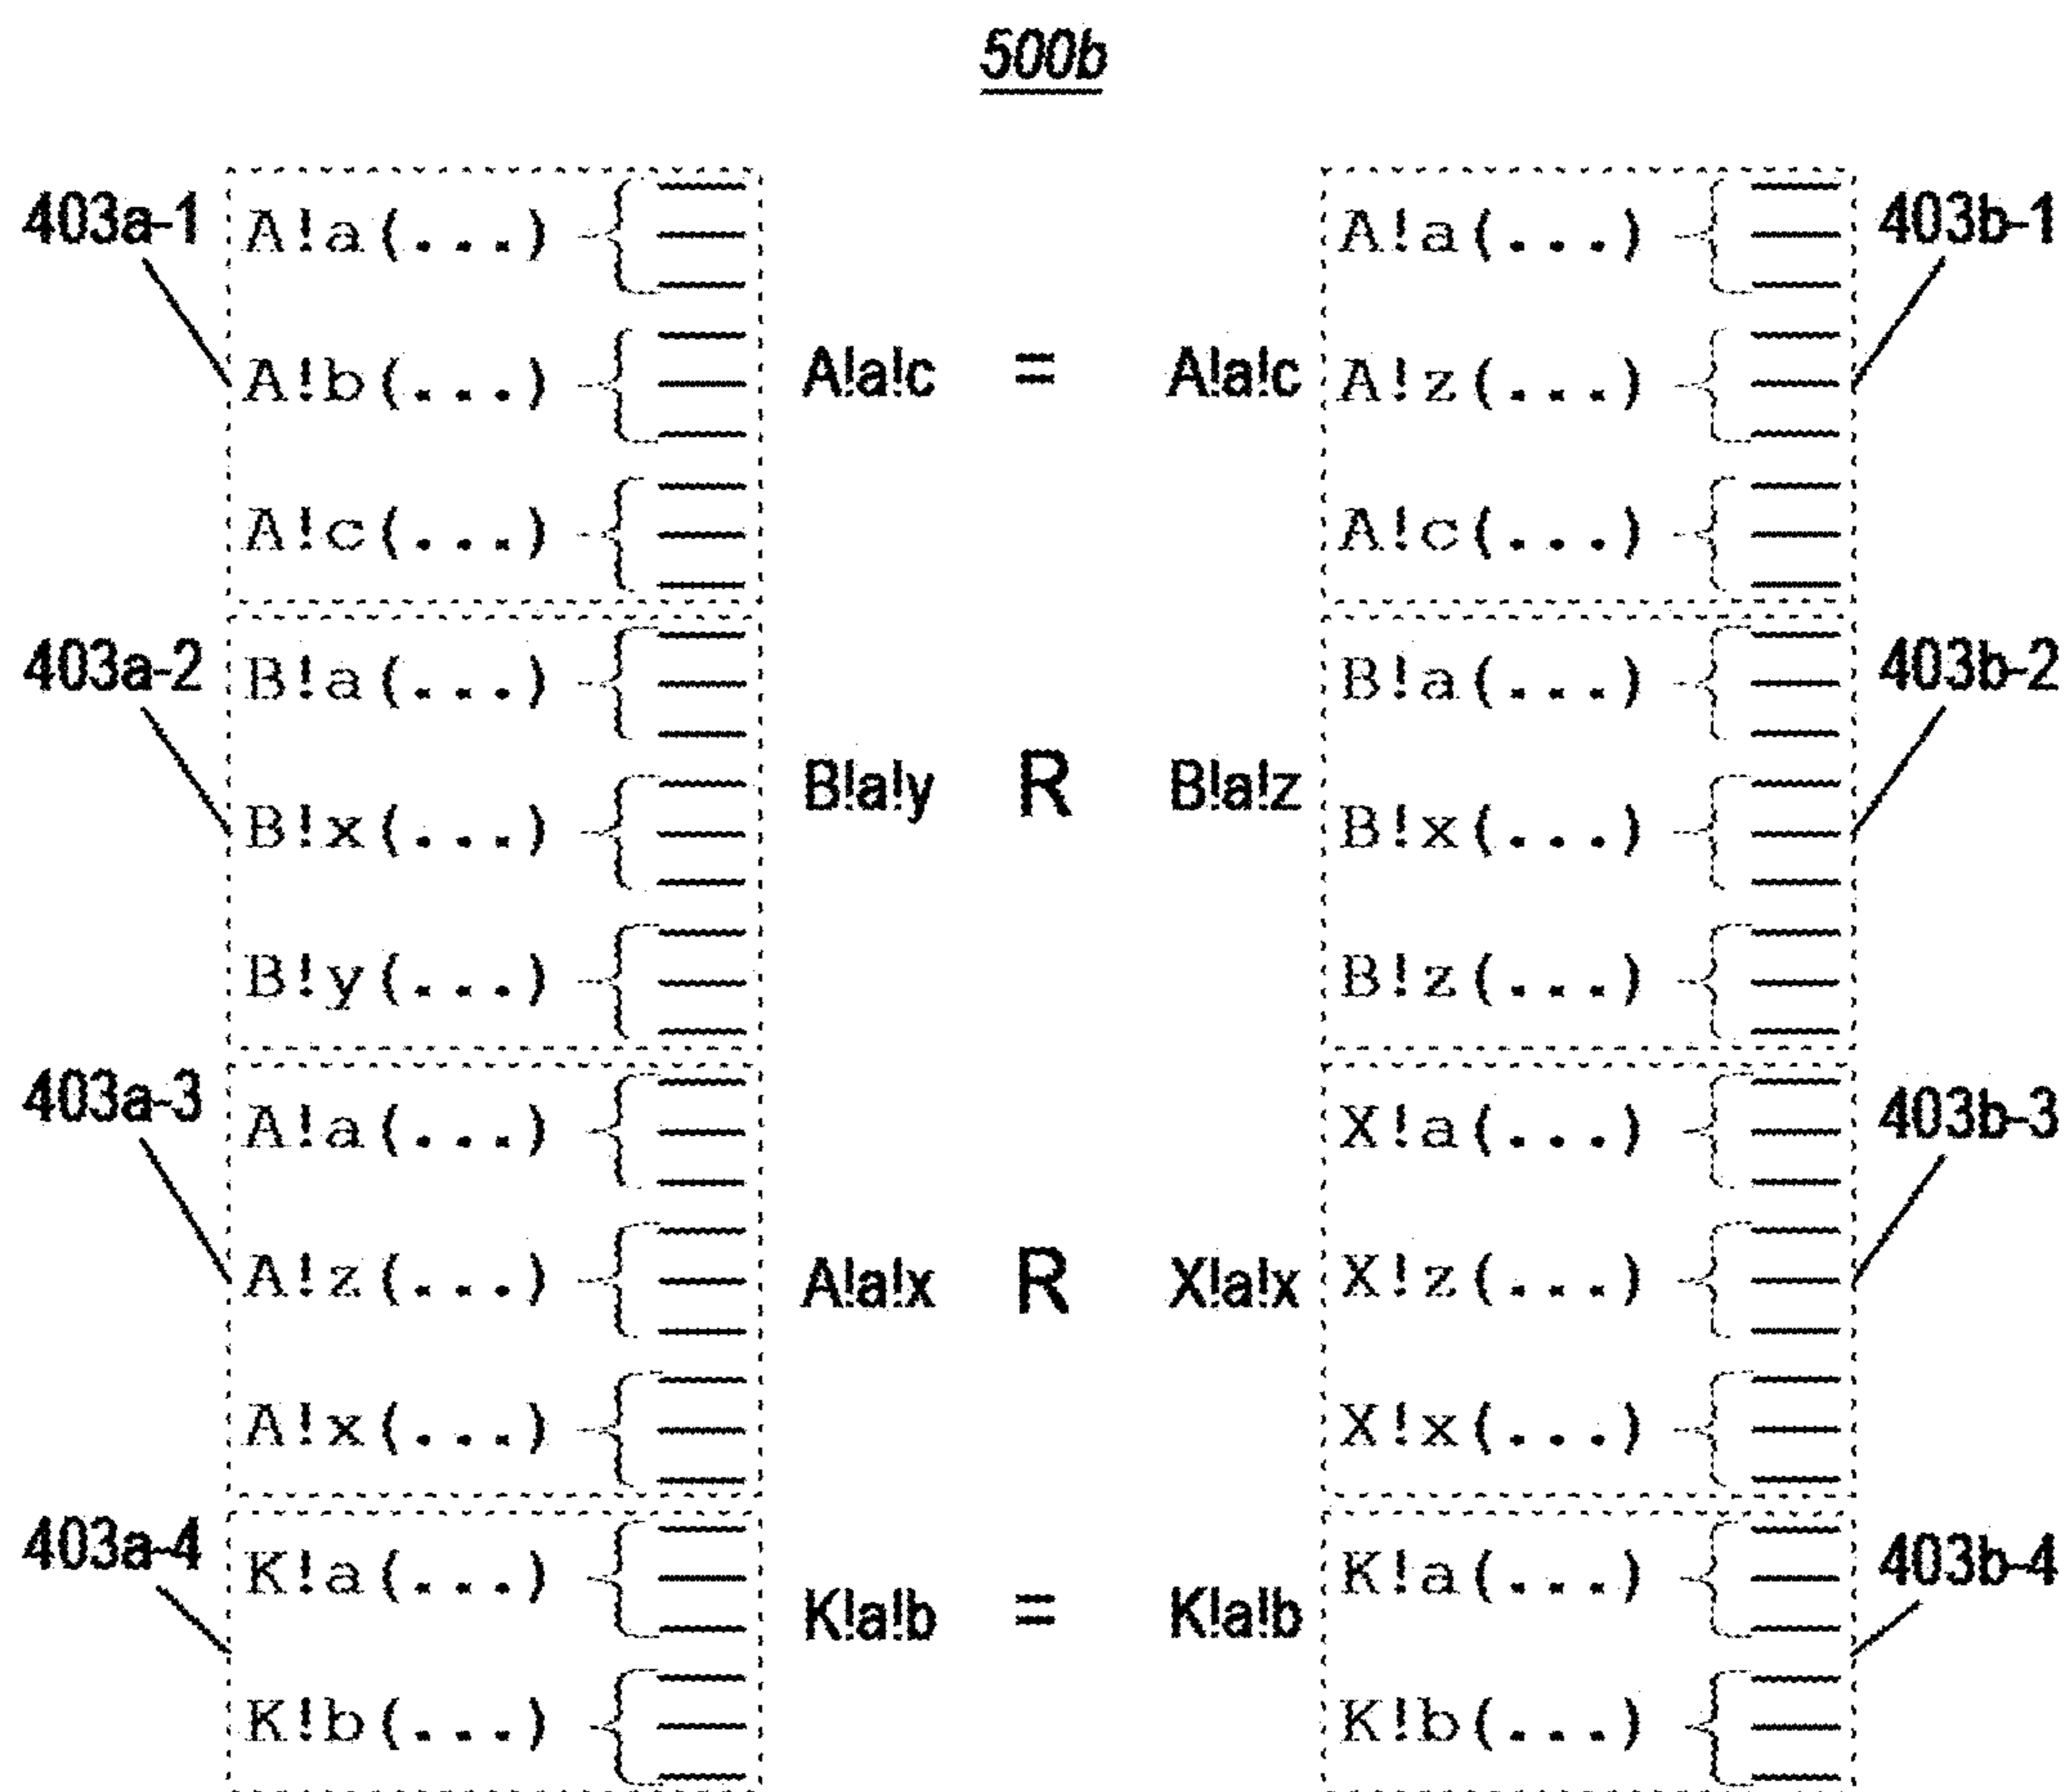 500b
403a-1 A!a(...) A!a(...) 403b-1
A!b(...) A!a!c = A!a!c A!z(...)
A!c(...) A!c(...)
403a-2 B!a(...) B!a(...) 403b-2
B!a!y R B!a!z
B!x(...) B!x(...)
B!y(...) B!z(...)
403a-3 A!a(...) X!a(...) 403b-3
A!z(...) A!a!x R X!a!x X!z(...)
A!x(...) X!x(...)
403a-4 K!a(...) K!a(...) 403b-4
K!a!b = K!a!b
K!b(...) K!b(...)